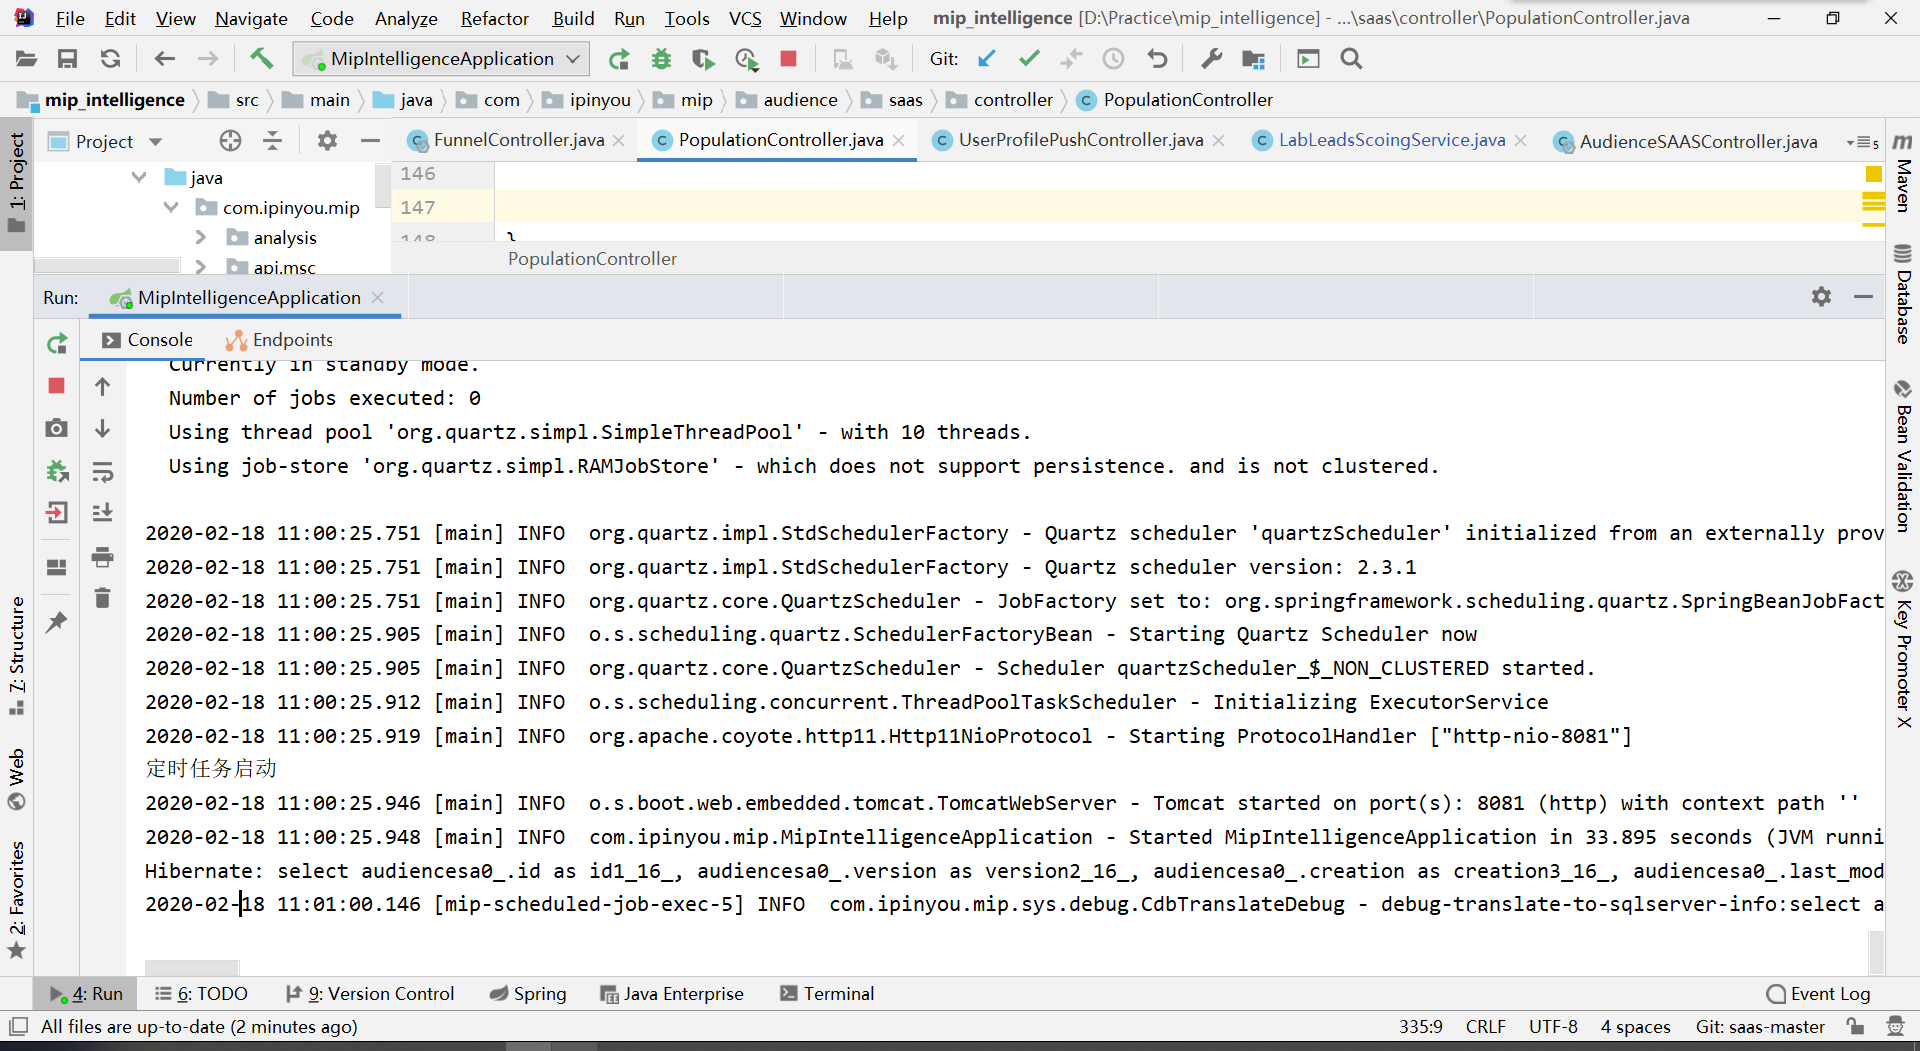 File Edit View Navigate Code Analyze Refactor Build Run Tools VCS Window Help mip_intelligence [D:\Practice\mip_intelligence] - ...\saas\controller\PopulationController.java
MipIntelligenceApplication Git:
mip_intelligence src main java com ipinyou mip audience saas controller PopulationController
Project FunnelController.java PopulationController.java UserProfilePushController.java LabLeadsScoingService.java AudienceSAASController.java 5
java
com.ipinyou.mip
analysis
api.msc
146
147
148 }
PopulationController
Run: MipIntelligenceApplication
Console Endpoints
Currently in standby mode.
Number of jobs executed: 0
Using thread pool 'org.quartz.simpl.SimpleThreadPool' - with 10 threads.
Using job-store 'org.quartz.simpl.RAMJobStore' - which does not support persistence. and is not clustered.
2020-02-18 11:00:25.751 [main] INFO  org.quartz.impl.StdSchedulerFactory - Quartz scheduler 'quartzScheduler' initialized from an externally prov
2020-02-18 11:00:25.751 [main] INFO  org.quartz.impl.StdSchedulerFactory - Quartz scheduler version: 2.3.1
2020-02-18 11:00:25.751 [main] INFO  org.quartz.core.QuartzScheduler - JobFactory set to: org.springframework.scheduling.quartz.SpringBeanJobFact
2020-02-18 11:00:25.905 [main] INFO  o.s.scheduling.quartz.SchedulerFactoryBean - Starting Quartz Scheduler now
2020-02-18 11:00:25.905 [main] INFO  org.quartz.core.QuartzScheduler - Scheduler quartzScheduler_$_NON_CLUSTERED started.
2020-02-18 11:00:25.912 [main] INFO  o.s.scheduling.concurrent.ThreadPoolTaskScheduler - Initializing ExecutorService
2020-02-18 11:00:25.919 [main] INFO  org.apache.coyote.http11.Http11NioProtocol - Starting ProtocolHandler ["http-nio-8081"]
定时任务启动
2020-02-18 11:00:25.946 [main] INFO  o.s.boot.web.embedded.tomcat.TomcatWebServer - Tomcat started on port(s): 8081 (http) with context path ''
2020-02-18 11:00:25.948 [main] INFO  com.ipinyou.mip.MipIntelligenceApplication - Started MipIntelligenceApplication in 33.895 seconds (JVM runni
Hibernate: select audiencesa0_.id as id1_16_, audiencesa0_.version as version2_16_, audiencesa0_.creation as creation3_16_, audiencesa0_.last_mod
2020-02-18 11:01:00.146 [mip-scheduled-job-exec-5] INFO  com.ipinyou.mip.sys.debug.CdbTranslateDebug - debug-translate-to-sqlserver-info:select a
1: Project
7: Structure
Web
2: Favorites
Maven
Database
Bean Validation
Key Promoter X
4: Run 6: TODO 9: Version Control Spring Java Enterprise Terminal Event Log
All files are up-to-date (2 minutes ago) 335:9 CRLF UTF-8 4 spaces Git: saas-master